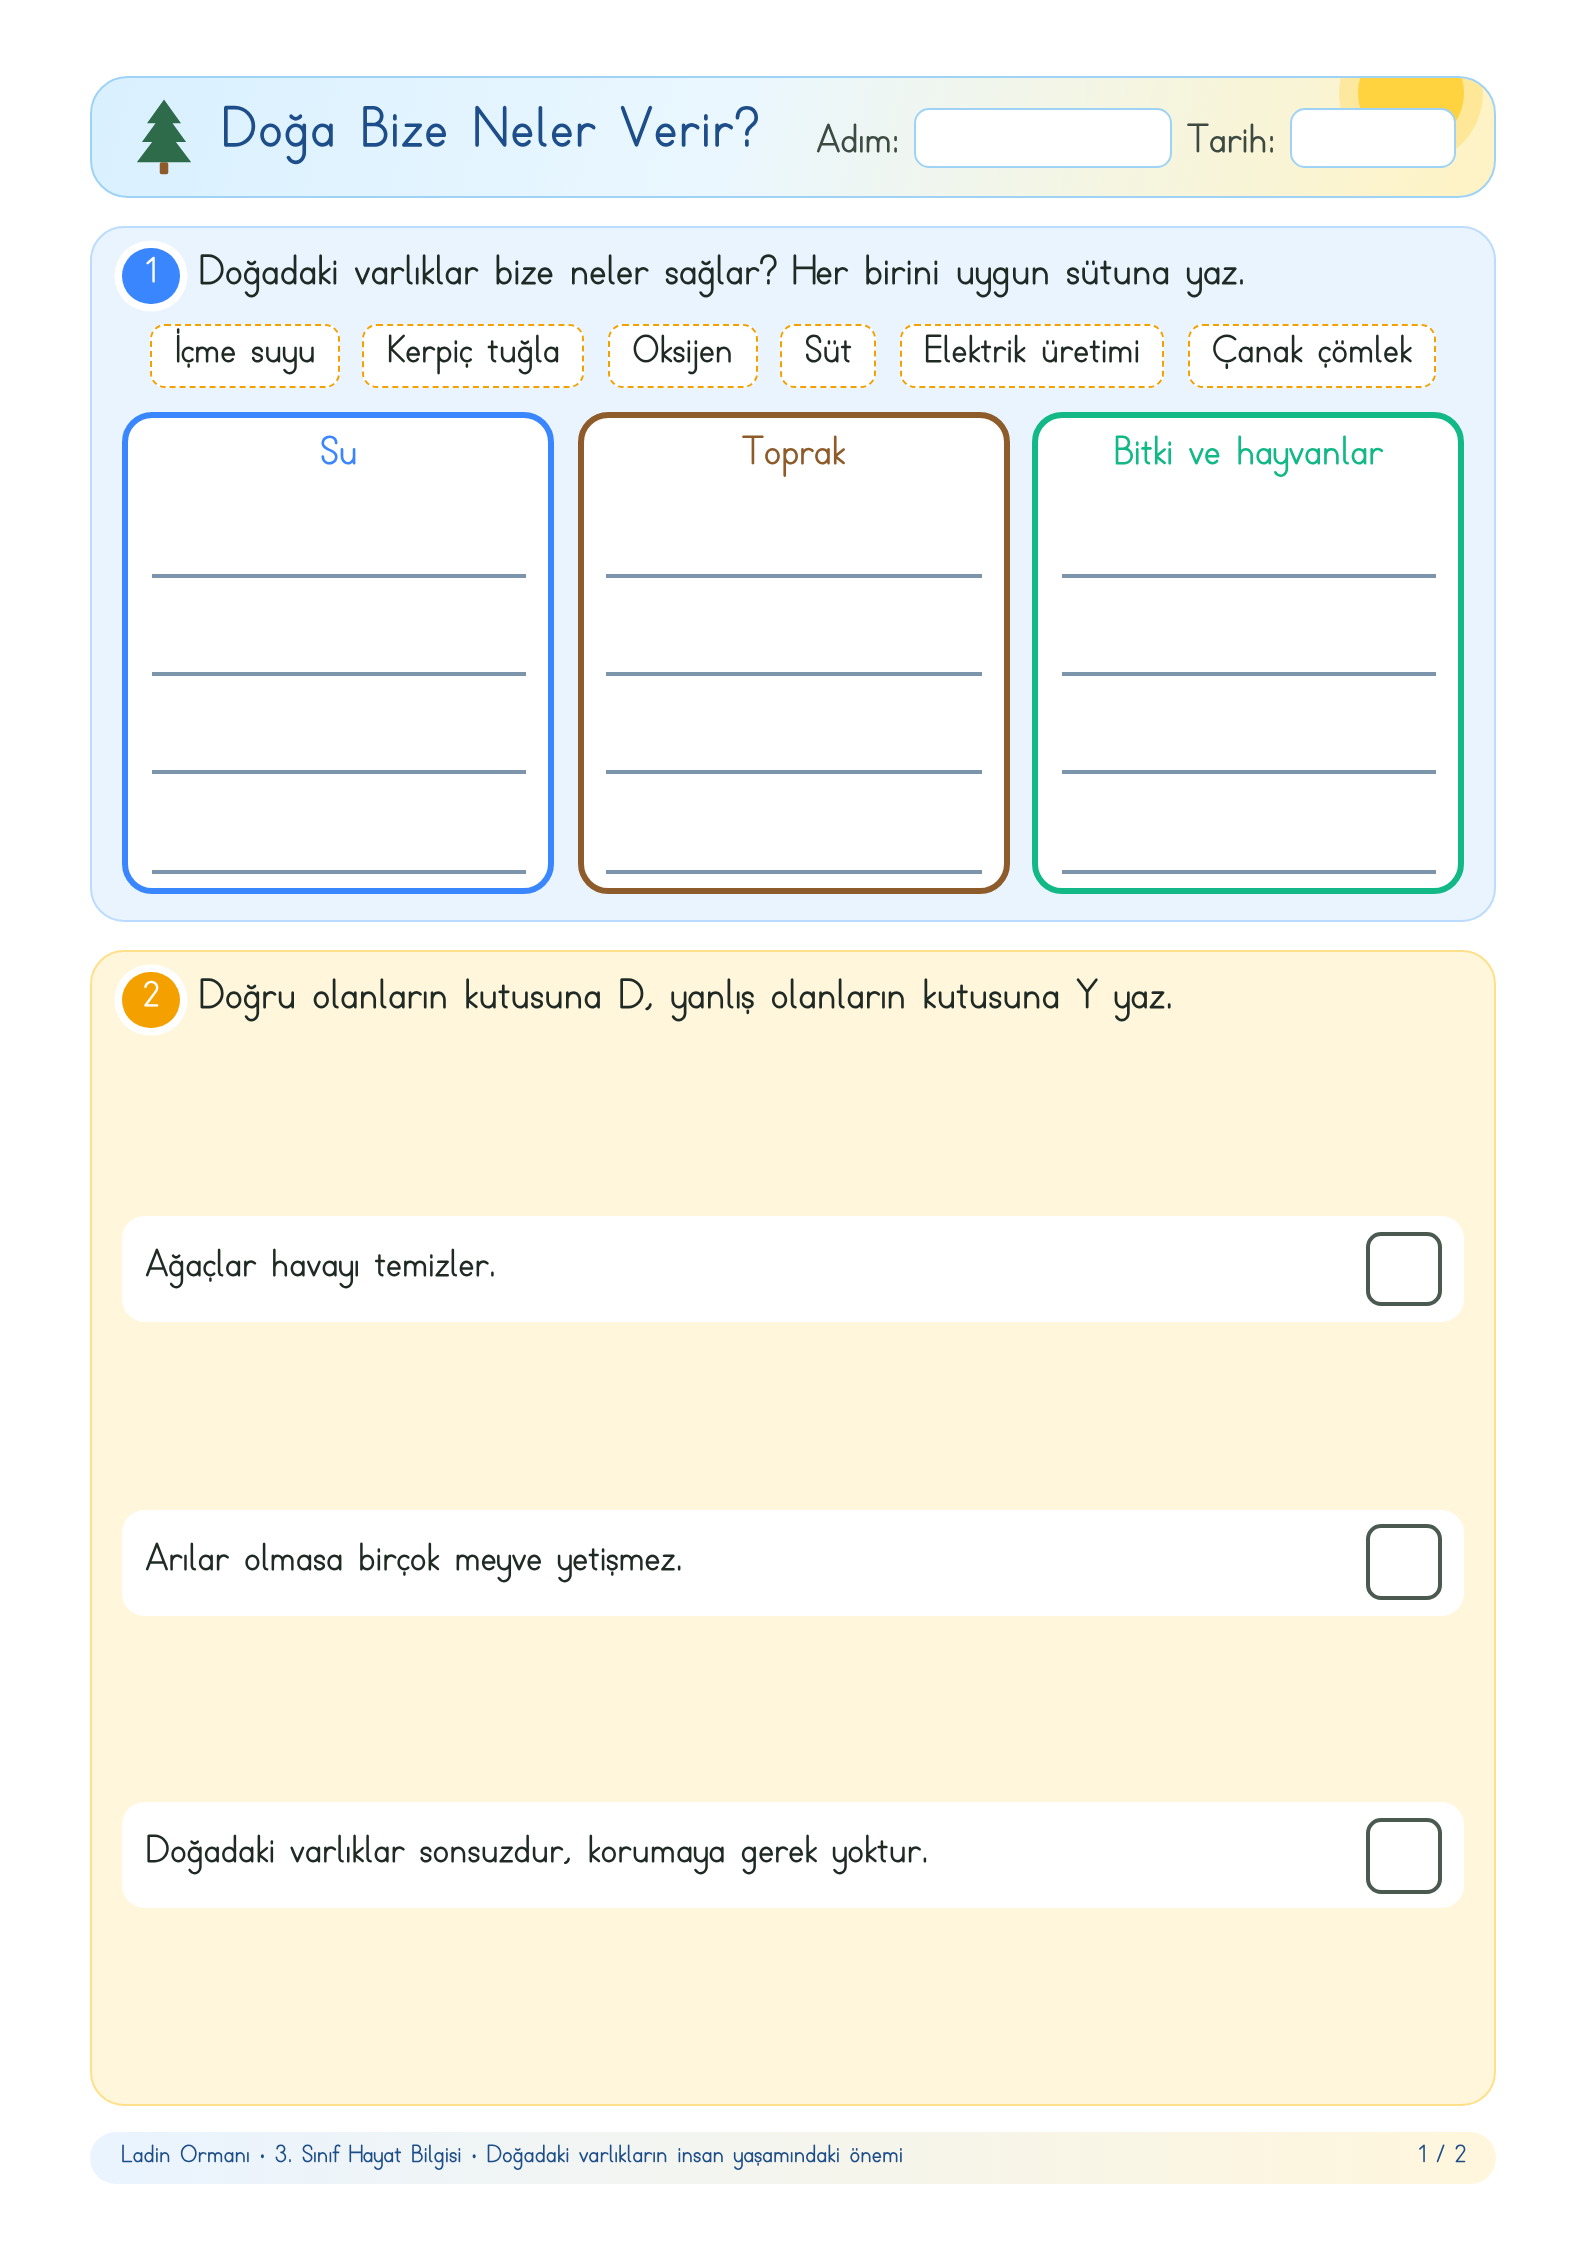 Doğa Bize Neler Verir?
Adım:
Tarih:
1
Doğadaki varlıklar bize neler sağlar? Her birini uygun sütuna yaz.
İçme suyu
Kerpiç tuğla
Oksijen
Süt
Elektrik üretimi
Çanak çömlek
Su
Toprak
Bitki ve hayvanlar
2
Doğru olanların kutusuna D, yanlış olanların kutusuna Y yaz.
Ağaçlar havayı temizler.
Arılar olmasa birçok meyve yetişmez.
Doğadaki varlıklar sonsuzdur, korumaya gerek yoktur.
Ladin Ormanı • 3. Sınıf Hayat Bilgisi • Doğadaki varlıkların insan yaşamındaki önemi
1 / 2